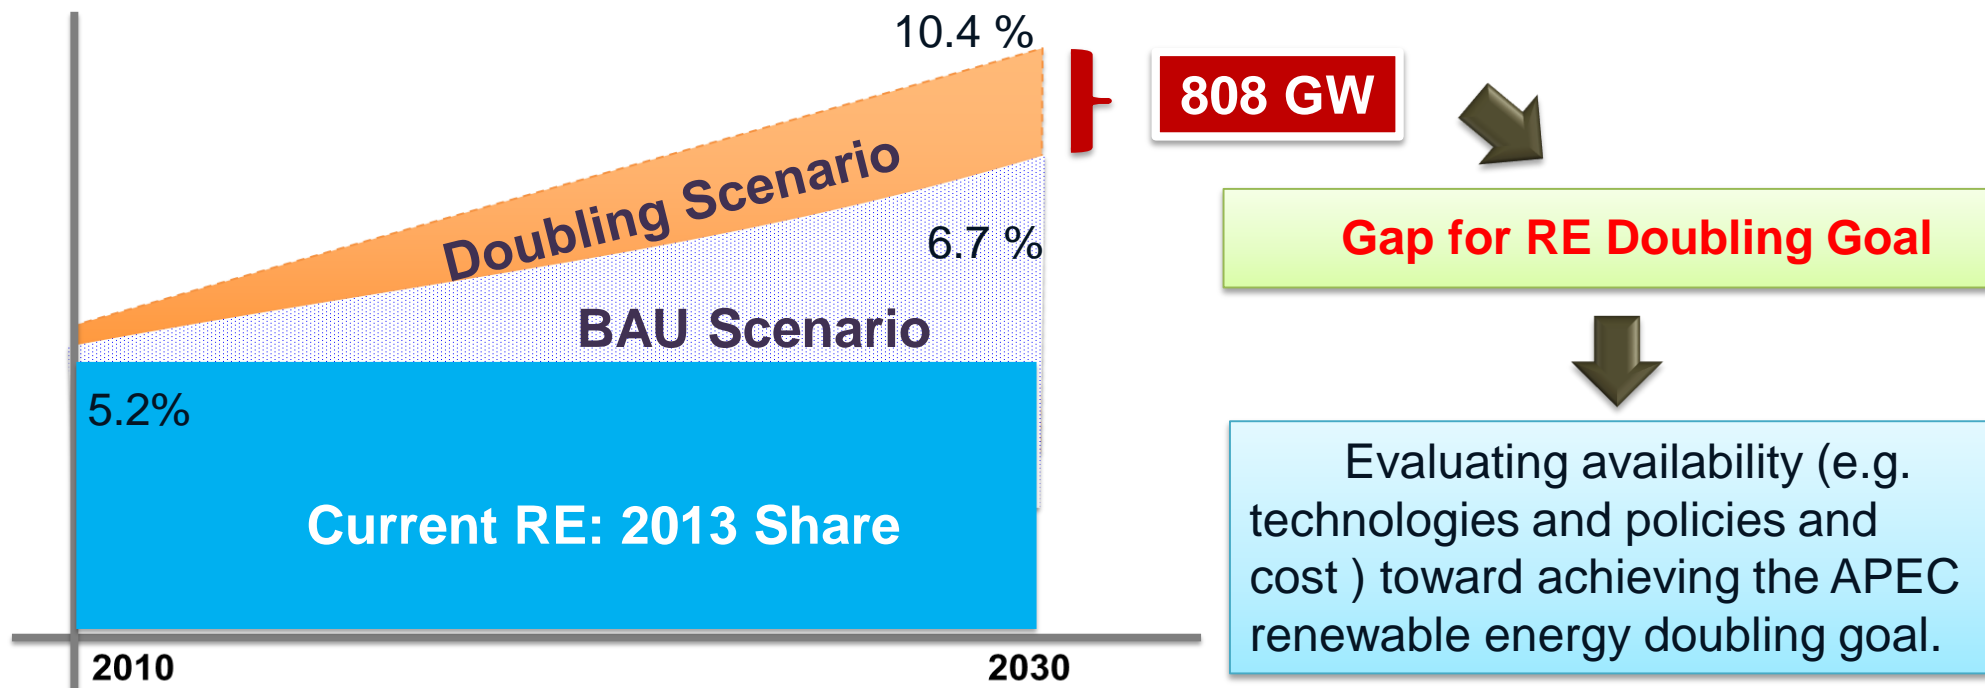 10.4 %
808 GW
Doubling Scenario
6.7 %
Gap for RE Doubling Goal
BAU Scenario
5.2%
Current RE: 2013 Share
Evaluating availability (e.g.
technologies and policies and
cost ) toward achieving the APEC
renewable energy doubling goal.
2010
2030